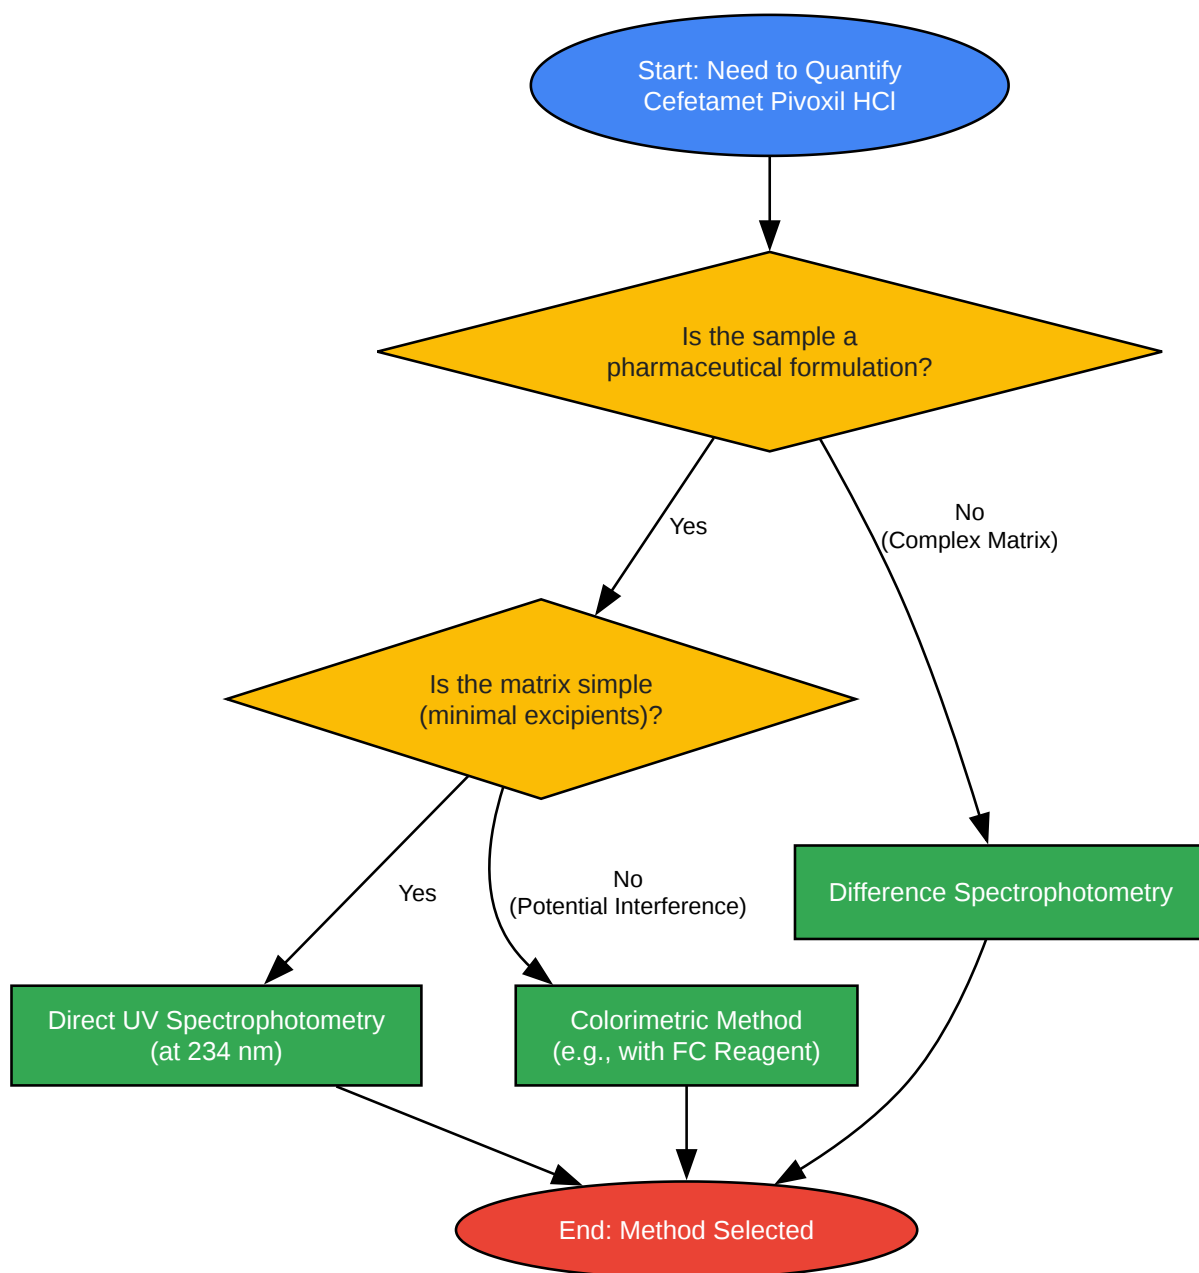 Start: Need to Quantify
Cefetamet Pivoxil HCl
Is the sample a
pharmaceutical formulation?
Yes
No
(Complex Matrix)
Is the matrix simple
(minimal excipients)?
Yes
No
(Potential Interference)
Difference Spectrophotometry
Direct UV Spectrophotometry
(at 234 nm)
Colorimetric Method
(e.g., with FC Reagent)
End: Method Selected